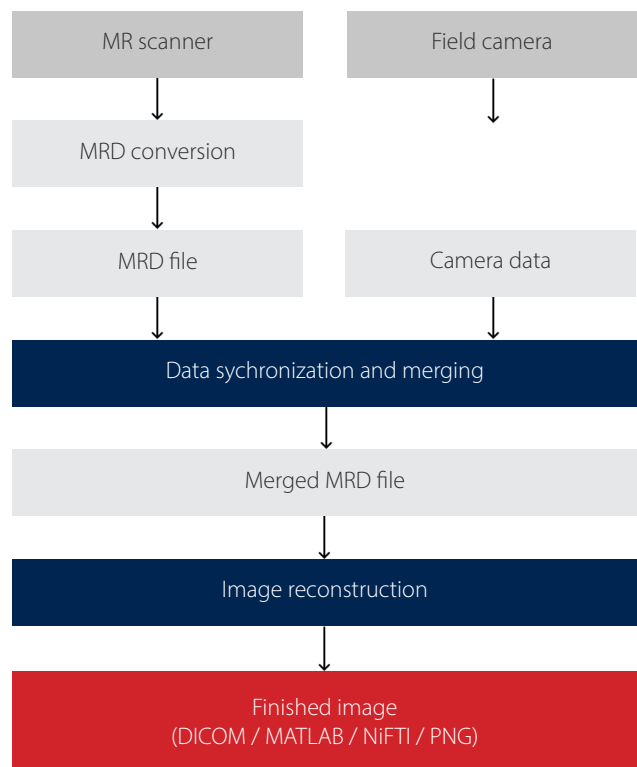 MR scanner
Field camera
MRD conversion
MRD file
Camera data
Data sychronization and merging
Merged MRD file
Image reconstruction
Finished image
(DICOM / MATLAB / NiFTI / PNG)